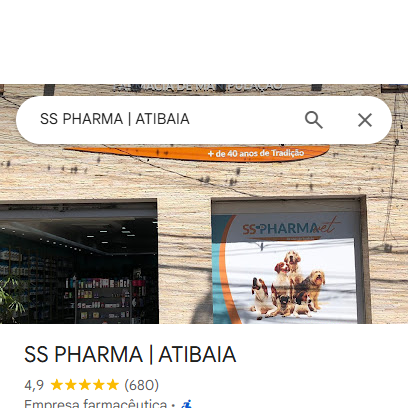 FARMÁCIA DE MANIPULAÇÃO
SS PHARMA | ATIBAIA
+ de 40 anos de Tradição
SS PHARMA vet
SS PHARMA | ATIBAIA
4,9 (680)
Empresa farmacêutica ·